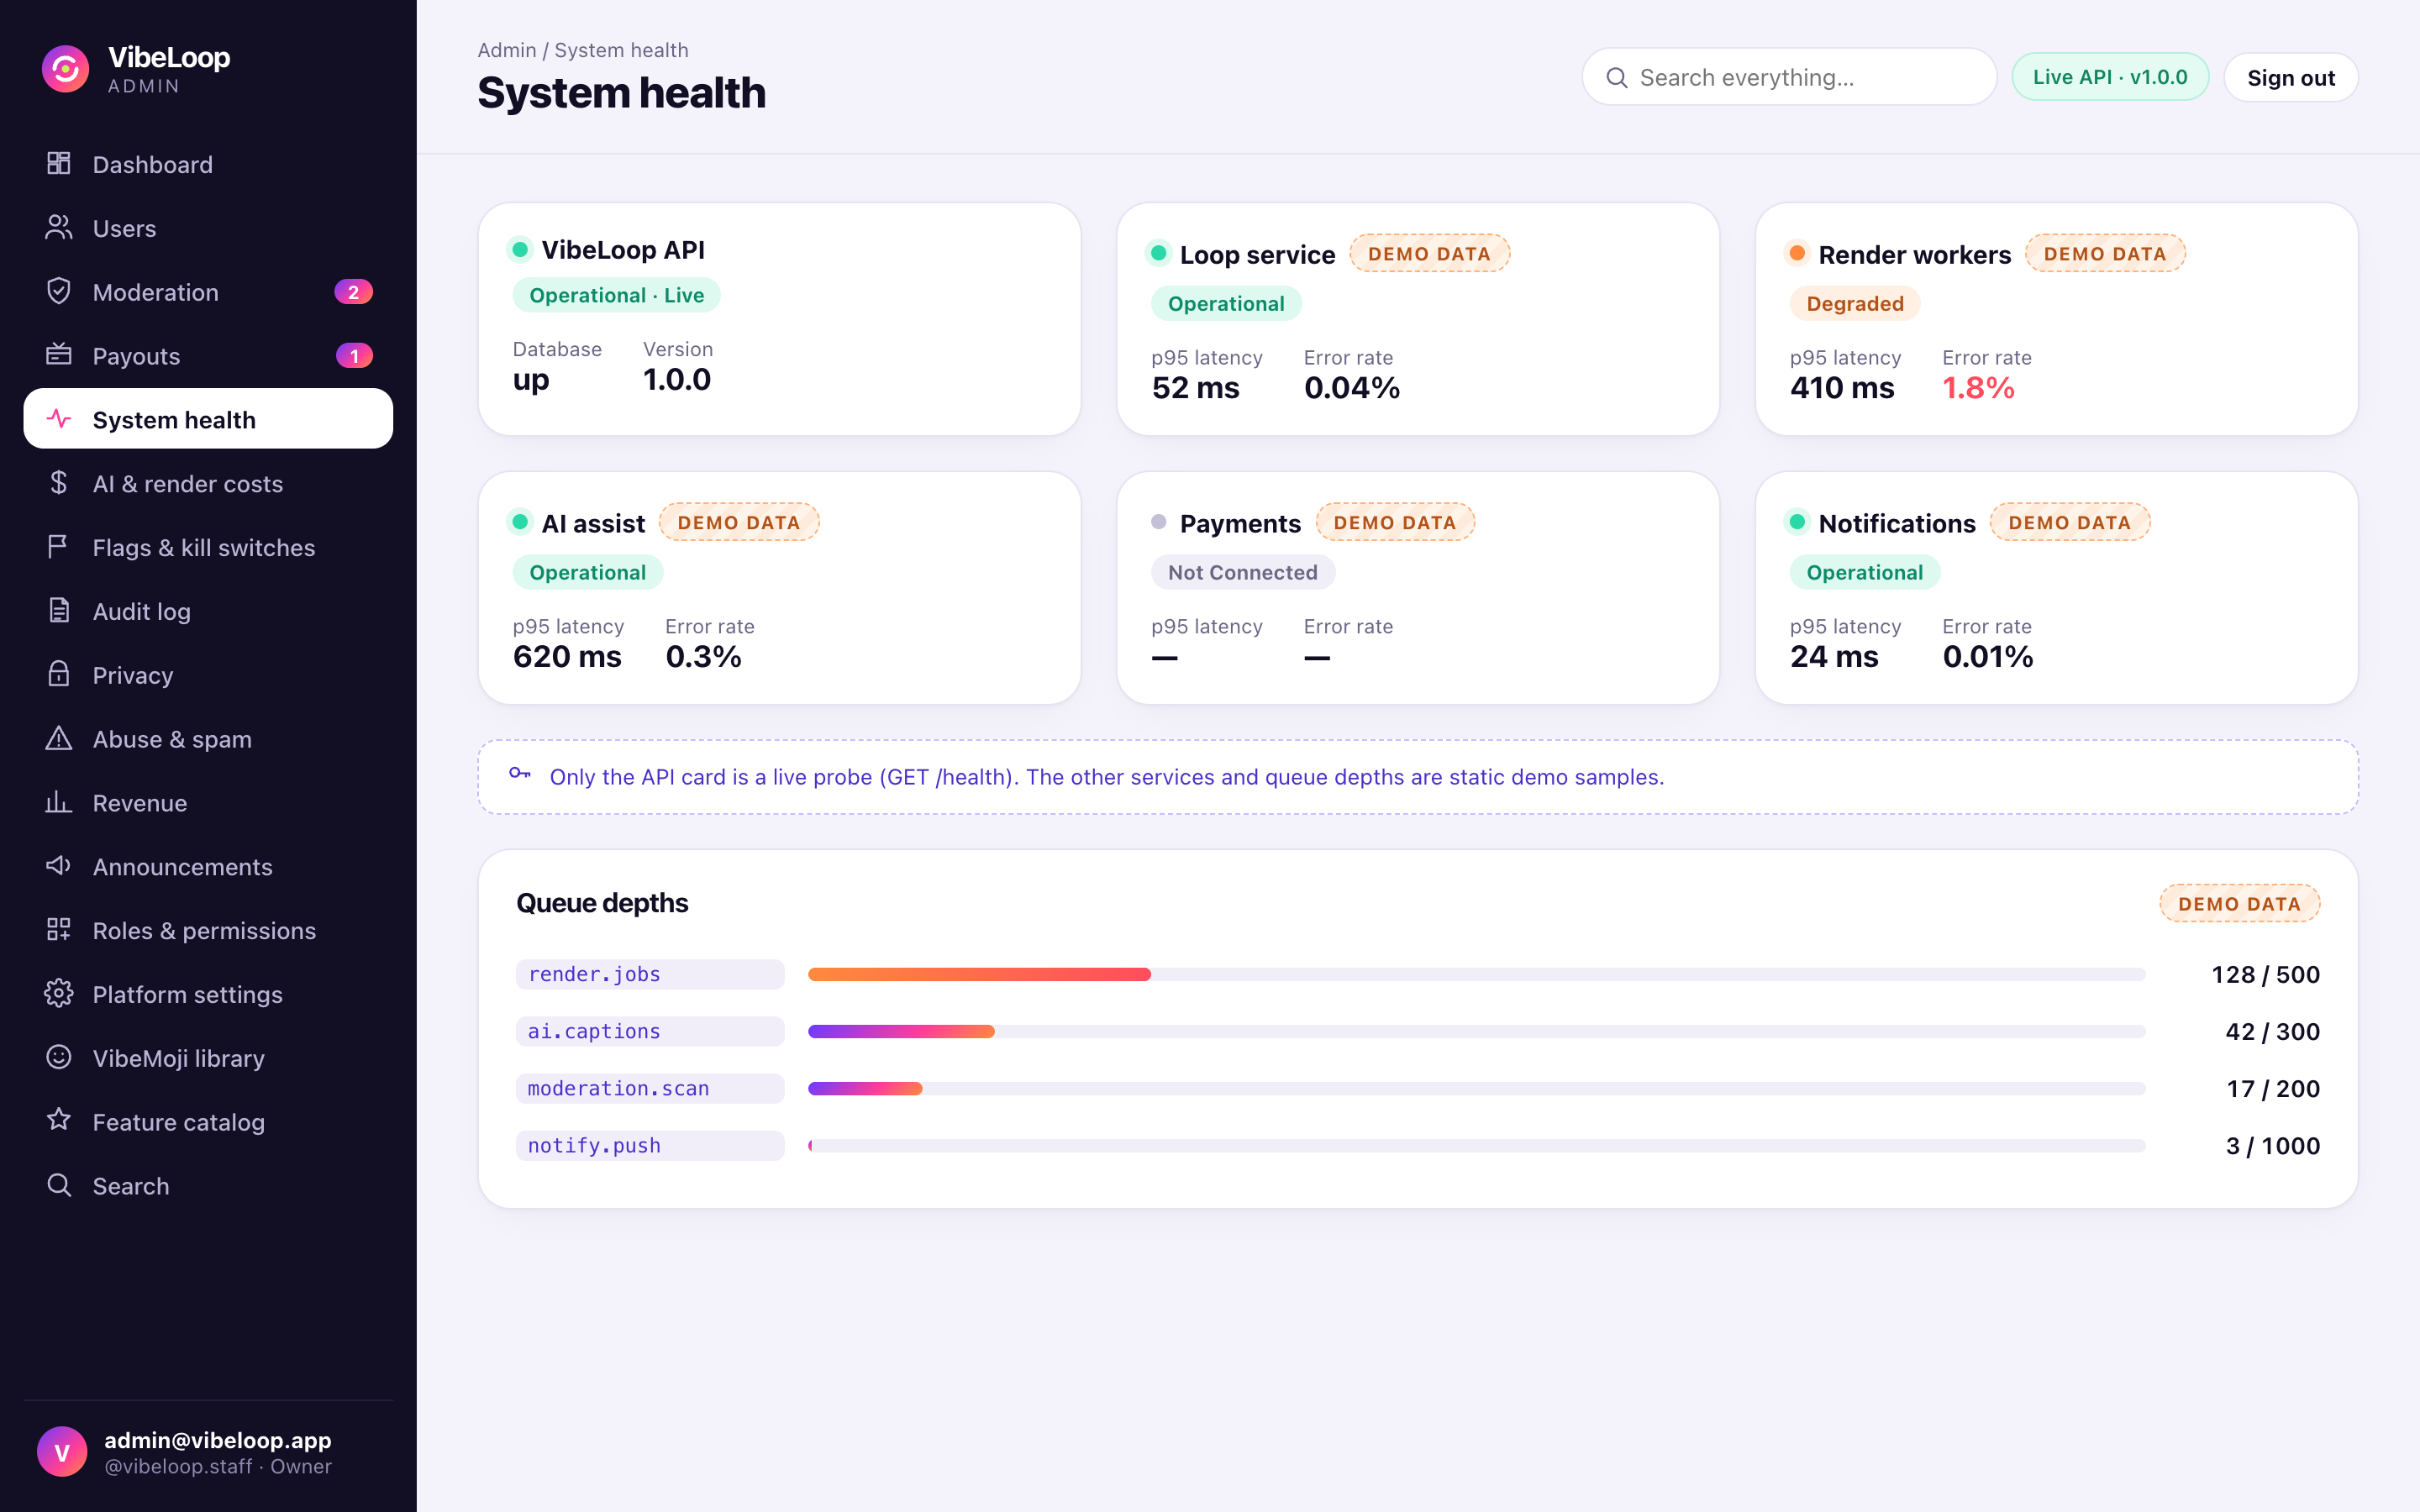 VibeLoop
ADMIN
Dashboard
Users
Moderation 2
Payouts 1
System health
AI & render costs
Flags & kill switches
Audit log
Privacy
Abuse & spam
Revenue
Announcements
Roles & permissions
Platform settings
VibeMoji library
Feature catalog
Search
V
admin@vibeloop.app
@vibeloop.staff · Owner
Admin / System health
System health
Search everything...
Live API · v1.0.0
Sign out
VibeLoop API
Operational · Live
Database Version
up 1.0.0
Loop service DEMO DATA
Operational
p95 latency Error rate
52 ms 0.04%
Render workers DEMO DATA
Degraded
p95 latency Error rate
410 ms 1.8%
AI assist DEMO DATA
Operational
p95 latency Error rate
620 ms 0.3%
Payments DEMO DATA
Not Connected
p95 latency Error rate
— —
Notifications DEMO DATA
Operational
p95 latency Error rate
24 ms 0.01%
Only the API card is a live probe (GET /health). The other services and queue depths are static demo samples.
Queue depths DEMO DATA
render.jobs 128 / 500
ai.captions 42 / 300
moderation.scan 17 / 200
notify.push 3 / 1000